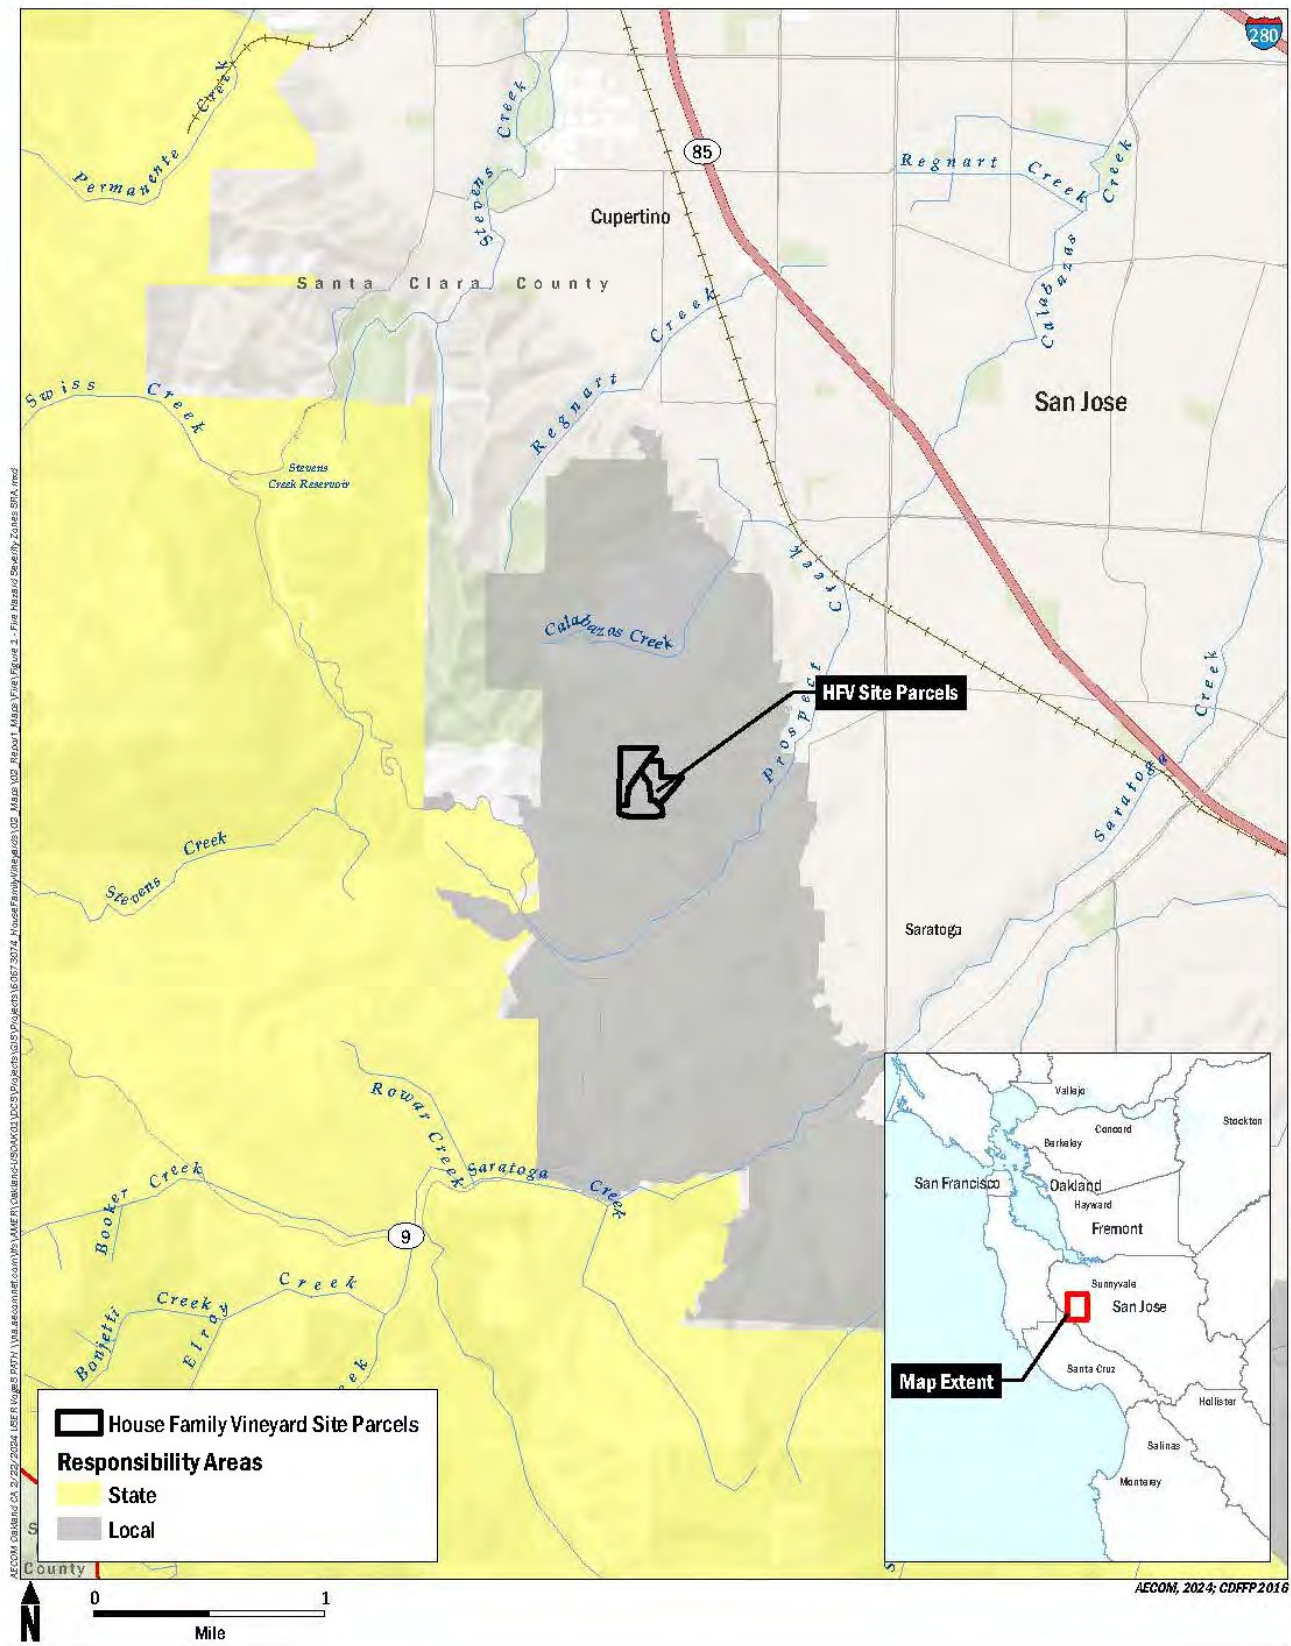 280
Permanente Creek
Stevens Creek
85
Regnart Creek
Calabazas Creek
Cupertino
Santa Clara County
Regnart Creek
Swiss Creek
San Jose
Stevens
Creek Reservoir
Prospect Creek
Calabazas Creek
HFV Site Parcels
Saratoga Creek
Stevens Creek
Saratoga
Rowar Creek
Saratoga Creek
Booker Creek
9
Bonjetti Creek
Elroy Creek
eek
House Family Vineyard Site Parcels
Responsibility Areas
State
Local
S
County
Vallejo
Concord
Stockton
Berkeley
San Francisco
Oakland
Hayward
Fremont
Sunnyvale
San Jose
Map Extent
Santa Cruz
Hollister
Salinas
Monterey
AECOM, 2024; CDFFP 2016
N
0 1
Mile